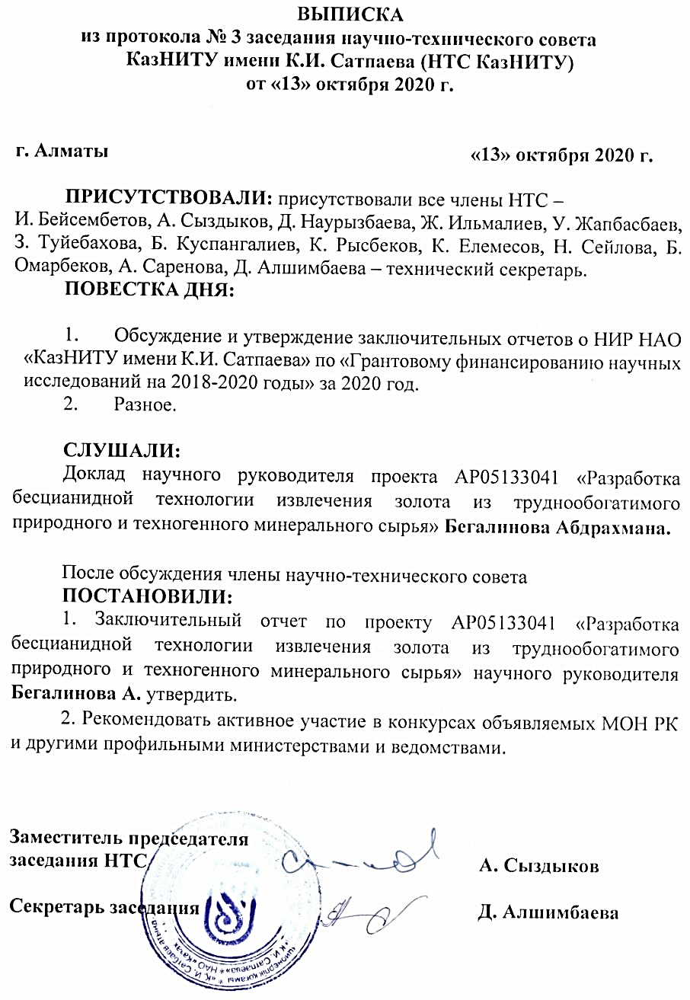 ВЫПИСКА
из протокола № 3 заседания научно-технического совета
КазНИТУ имени К.И. Сатпаева (НТС КазНИТУ)
от «13» октября 2020 г.
г. Алматы
«13» октября 2020 г.
ПРИСУТСТВОВАЛИ: присутствовали все члены НТС –
И. Бейсембетов, А. Сыздыков, Д. Наурызбаева, Ж. Ильмалиев, У. Жапбасбаев,
З. Туйебахова, Б. Куспангалиев, К. Рысбеков, К. Елемесов, Н. Сейлова, Б.
Омарбеков, А. Саренова, Д. Алшимбаева – технический секретарь.
ПОВЕСТКА ДНЯ:
1. Обсуждение и утверждение заключительных отчетов о НИР НАО
«КазНИТУ имени К.И. Сатпаева» по «Грантовому финансированию научных
исследований на 2018-2020 годы» за 2020 год.
2. Разное.
СЛУШАЛИ:
Доклад научного руководителя проекта АР05133041 «Разработка
бесцианидной технологии извлечения золота из труднообогатимого
природного и техногенного минерального сырья» Бегалинова Абдрахмана.
После обсуждения члены научно-технического совета
ПОСТАНОВИЛИ:
1. Заключительный отчет по проекту АР05133041 «Разработка
бесцианидной технологии извлечения золота из труднообогатимого
природного и техногенного минерального сырья» научного руководителя
Бегалинова А. утвердить.
2. Рекомендовать активное участие в конкурсах объявляемых МОН РК
и другими профильными министерствами и ведомствами.
Заместитель председателя
заседания НТС
А. Сыздыков
Секретарь заседания
Д. Алшимбаева